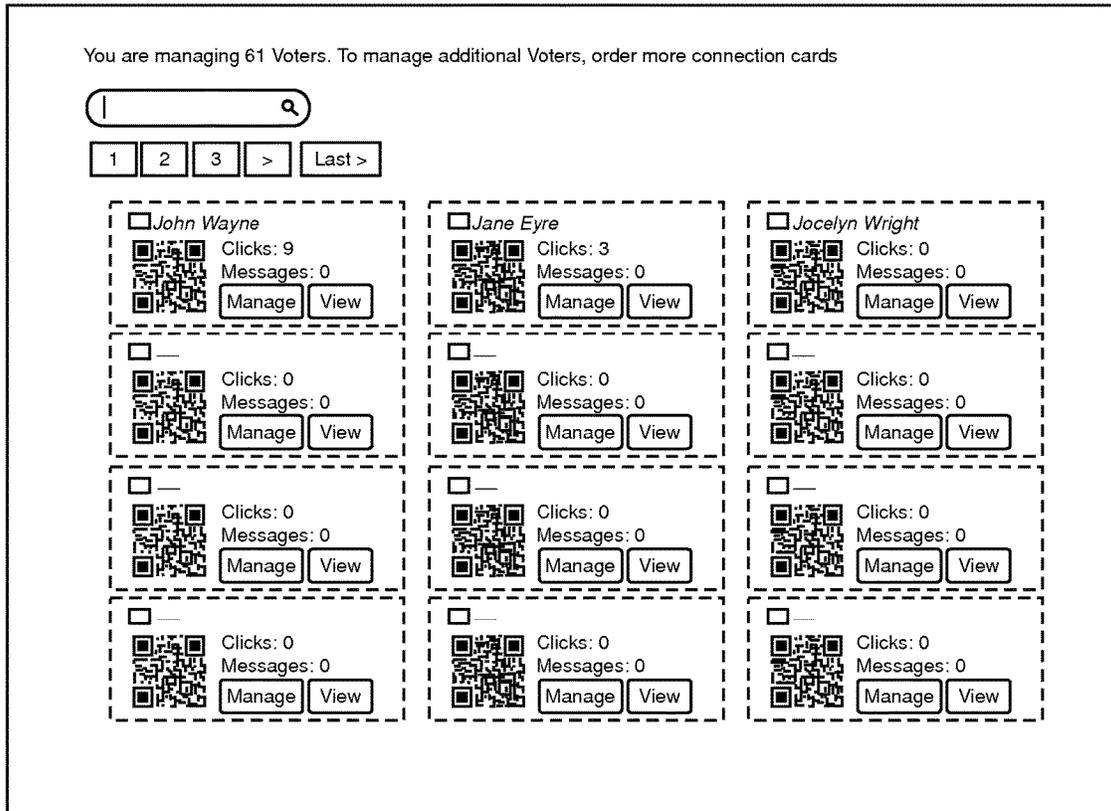 You are managing 61 Voters. To manage additional Voters, order more connection cards
1 2 3 > Last >
John Wayne Jane Eyre Jocelyn Wright
Clicks: 9 Clicks: 3 Clicks: 0
Messages: 0 Messages: 0 Messages: 0
Manage View Manage View Manage View
Clicks: 0 Clicks: 0 Clicks: 0
Messages: 0 Messages: 0 Messages: 0
Manage View Manage View Manage View
Clicks: 0 Clicks: 0 Clicks: 0
Messages: 0 Messages: 0 Messages: 0
Manage View Manage View Manage View
Clicks: 0 Clicks: 0 Clicks: 0
Messages: 0 Messages: 0 Messages: 0
Manage View Manage View Manage View